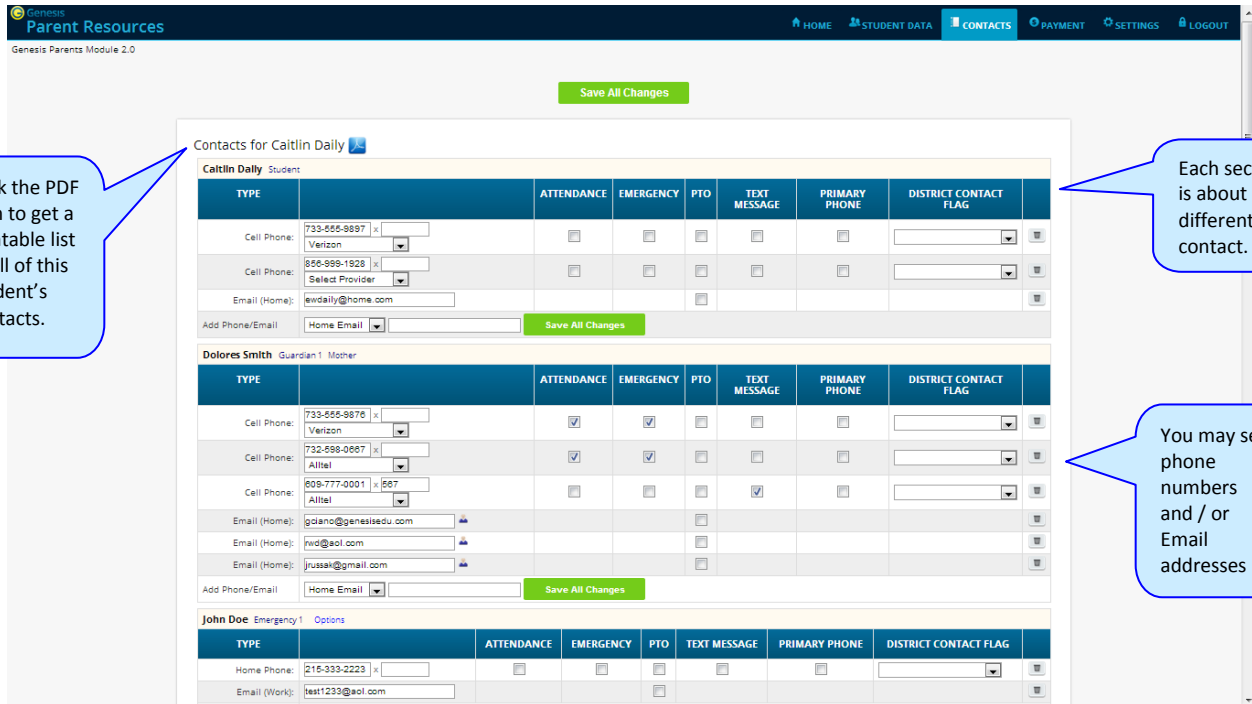 Genesis
Parent Resources
HOME STUDENT DATA CONTACTS PAYMENT SETTINGS LOGOUT
Genesis Parents Module 2.0
Save All Changes
Contacts for Caitlin Daily
Caitlin Daily Student
TYPE ATTENDANCE EMERGENCY PTO TEXT MESSAGE PRIMARY PHONE DISTRICT CONTACT FLAG
Cell Phone: 733-555-9897 x
Verizon
Cell Phone: 856-999-1928 x
Select Provider
Email (Home): ewdaily@home.com
Add Phone/Email Home Email Save All Changes
Dolores Smith Guardian 1 Mother
TYPE ATTENDANCE EMERGENCY PTO TEXT MESSAGE PRIMARY PHONE DISTRICT CONTACT FLAG
Cell Phone: 733-555-9876 x
Verizon
Cell Phone: 732-598-0667 x
Alltel
Cell Phone: 609-777-0001 x 567
Alltel
Email (Home): gciano@genesisedu.com
Email (Home): rwd@aol.com
Email (Home): jrussak@gmail.com
Add Phone/Email Home Email Save All Changes
John Doe Emergency 1 Options
TYPE ATTENDANCE EMERGENCY PTO TEXT MESSAGE PRIMARY PHONE DISTRICT CONTACT FLAG
Home Phone: 215-333-2223 x
Email (Work): test1233@aol.com
k the PDF
n to get a
ntable list
ll of this
dent's
tacts.
Each sec
is about
different
contact.
You may se
phone
numbers
and / or
Email
addresses